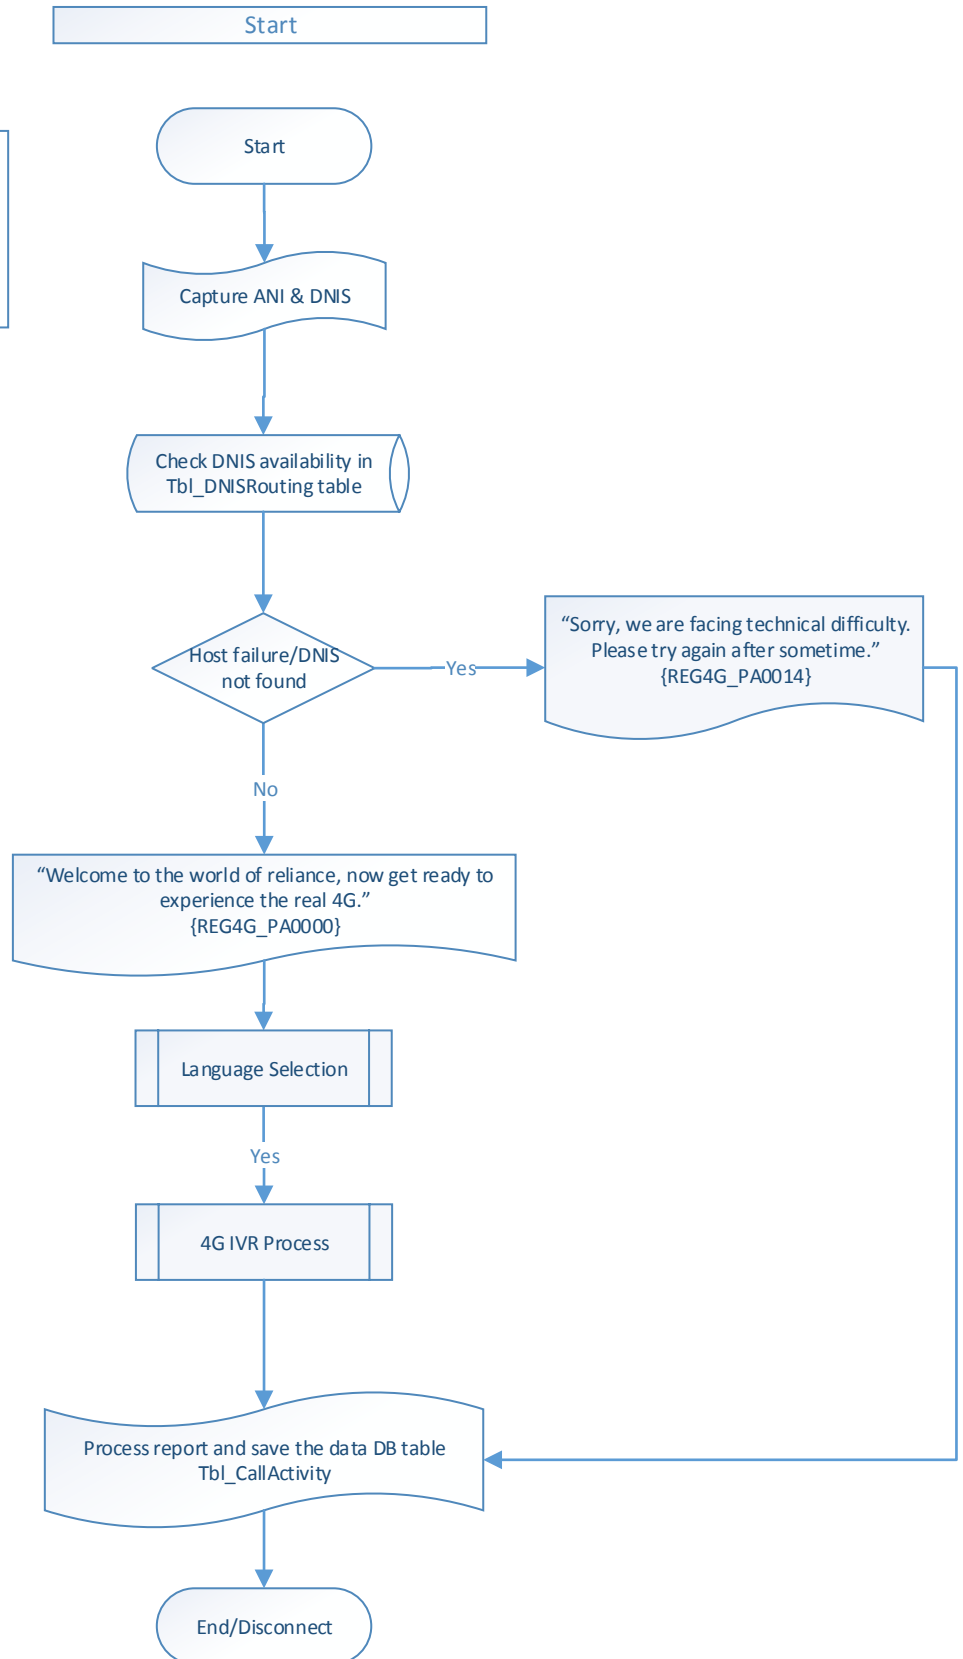 Start
Start
Capture ANI & DNIS
Check DNIS availability in
Tbl_DNISRouting table
Host failure/DNIS
not found
Yes
“Sorry, we are facing technical difficulty.
Please try again after sometime.”
{REG4G_PA0014}
No
“Welcome to the world of reliance, now get ready to
experience the real 4G.”
{REG4G_PA0000}
Language Selection
Yes
4G IVR Process
Process report and save the data DB table
Tbl_CallActivity
End/Disconnect